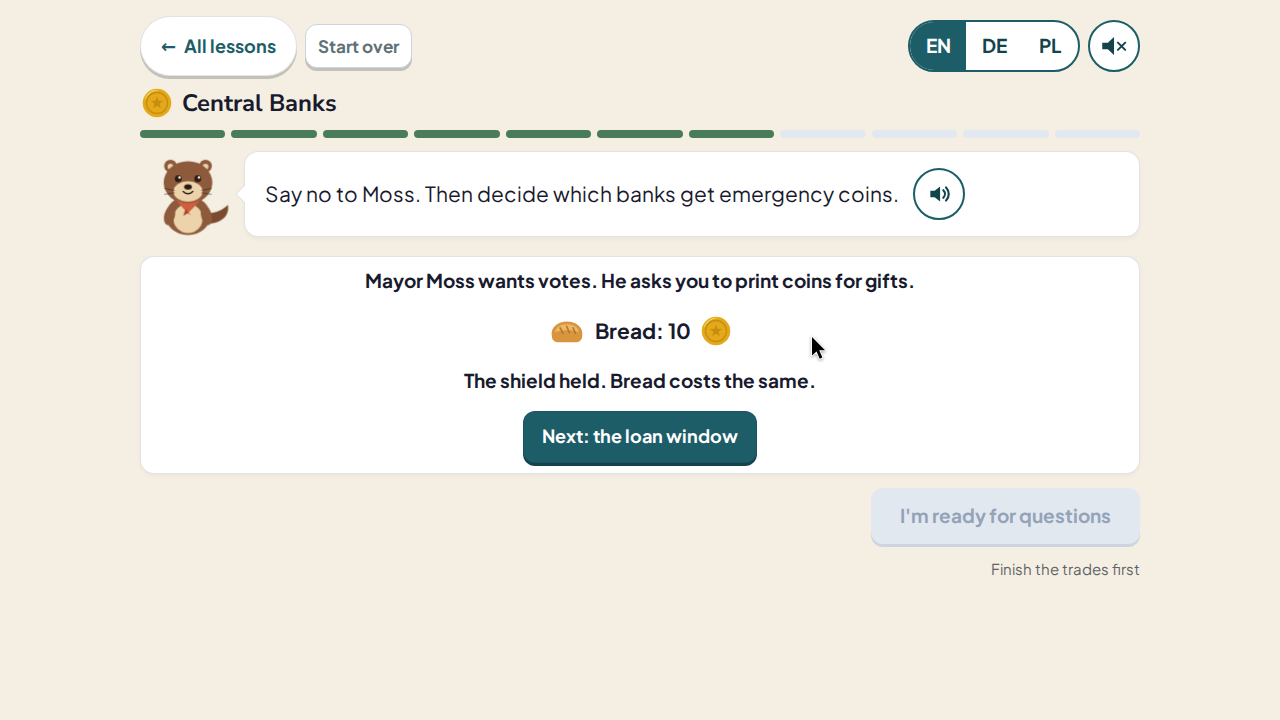 ← All lessons
Start over
EN
DE
PL
Central Banks
Say no to Moss. Then decide which banks get emergency coins.
Mayor Moss wants votes. He asks you to print coins for gifts.
Bread: 10
The shield held. Bread costs the same.
Next: the loan window
I'm ready for questions
Finish the trades first